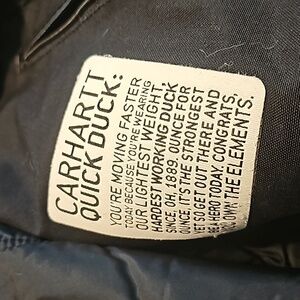 CARHARTT
QUICK DUCK:
YOU'RE MOVING FASTER
TODAY BECAUSE YOU'RE WEARING
OUR LIGHTEST WEIGHT,
HARDEST WORKING DUCK
SINCE, OH, 1889. OUNCE FOR
OUNCE, IT'S THE STRONGEST
YET. SO GET OUT THERE AND
BE A HERO TODAY. CONGRATS,
YOU OWN THE ELEMENTS.